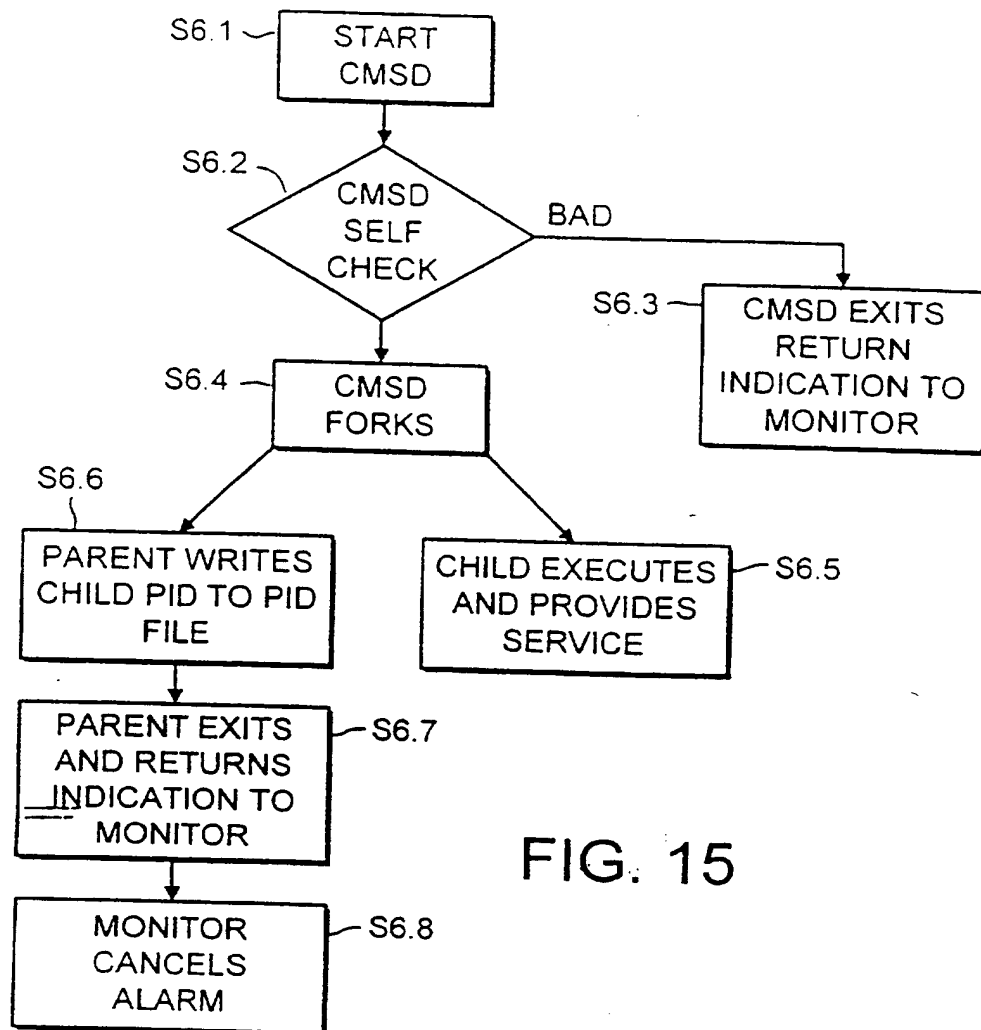 S6.1
START
CMSD
S6.2
CMSD
SELF
CHECK
BAD
S6.3
CMSD EXITS
RETURN
INDICATION TO
MONITOR
S6.4
CMSD
FORKS
S6.6
PARENT WRITES
CHILD PID TO PID
FILE
CHILD EXECUTES
AND PROVIDES
SERVICE
S6.5
PARENT EXITS
AND RETURNS
INDICATION TO
MONITOR
S6.7
MONITOR
CANCELS
ALARM
S6.8
FIG. 15